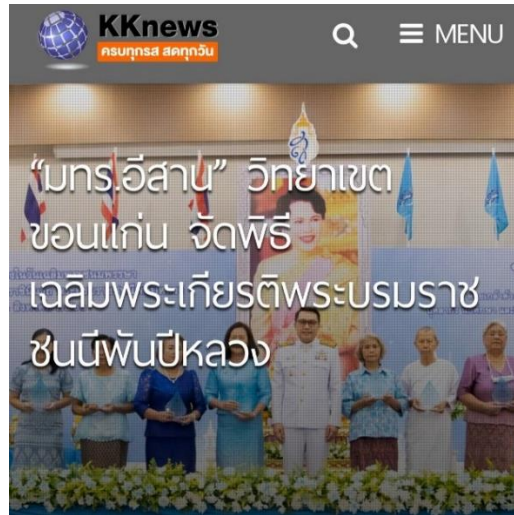 KKnews
ครบทุกรส สดทุกวัน
MENU
“มทร.อีสาน” วิทยาเขต
ขอนแก่น จัดพิธี
เฉลิมพระเกียรติพระบรมราช
ชนนีพันปีหลวง